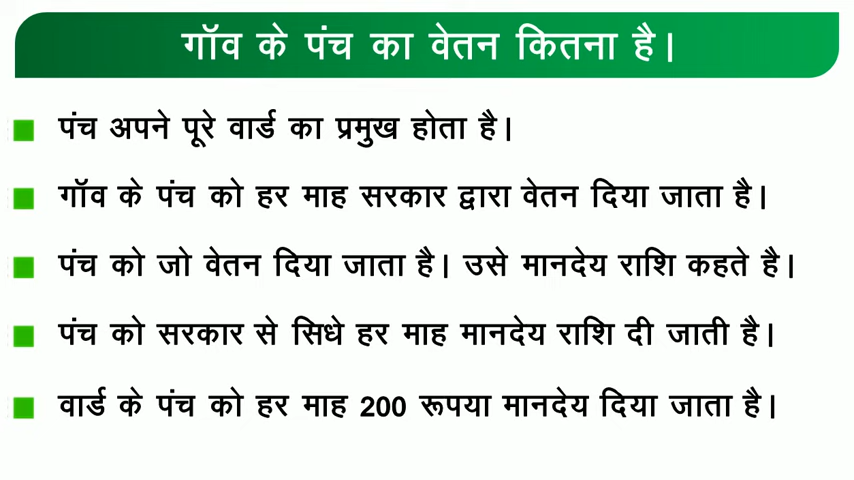 गॉव के पंच का वेतन कितना है।
पंच अपने पूरे वार्ड का प्रमुख होता है।
गॉव के पंच को हर माह सरकार द्वारा वेतन दिया जाता है।
पंच को जो वेतन दिया जाता है। उसे मानदेय राशि कहते है।
पंच को सरकार से सिधे हर माह मानदेय राशि दी जाती है।
वार्ड के पंच को हर माह 200 रूपया मानदेय दिया जाता है।